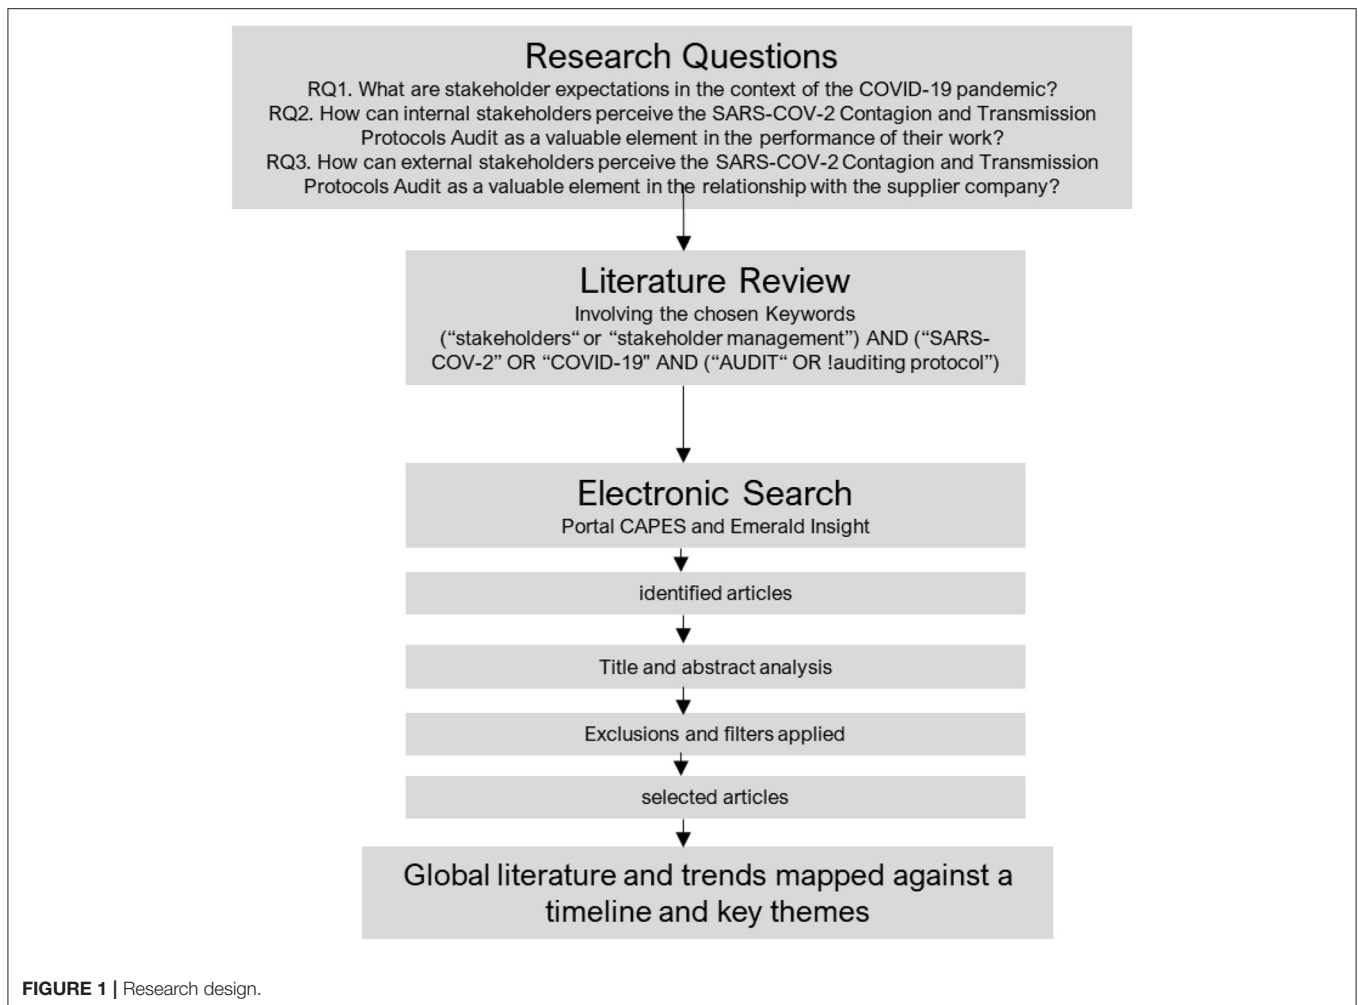 Research Questions
RQ1. What are stakeholder expectations in the context of the COVID-19 pandemic?
RQ2. How can internal stakeholders perceive the SARS-COV-2 Contagion and Transmission
Protocols Audit as a valuable element in the performance of their work?
RQ3. How can external stakeholders perceive the SARS-COV-2 Contagion and Transmission
Protocols Audit as a valuable element in the relationship with the supplier company?
Literature Review
Involving the chosen Keywords
(“stakeholders“ or “stakeholder management”) AND (“SARS-
COV-2” OR “COVID-19" AND (“AUDIT“ OR !auditing protocol”)
Electronic Search
Portal CAPES and Emerald Insight
identified articles
Title and abstract analysis
Exclusions and filters applied
selected articles
Global literature and trends mapped against a
timeline and key themes
FIGURE 1 | Research design.